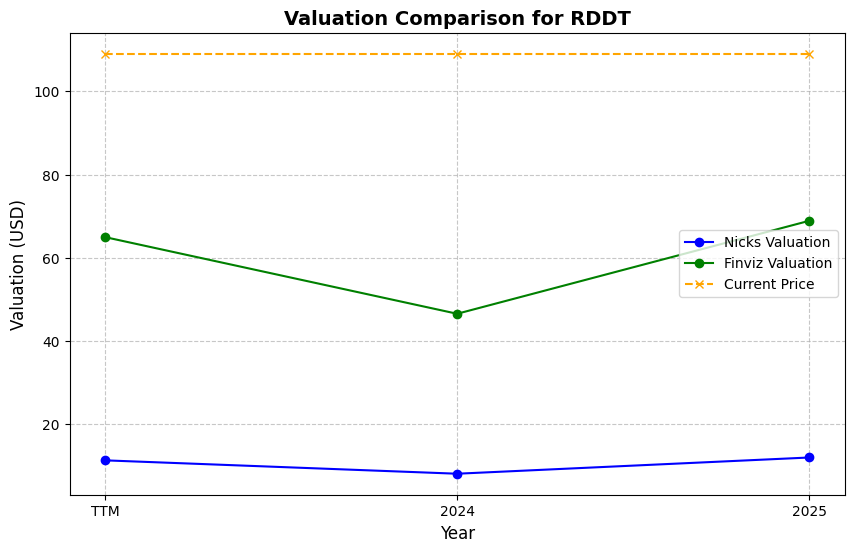 Valuation Comparison for RDDT
Valuation (USD)
100
80
60
40
20
Nicks Valuation
Finviz Valuation
Current Price
TTM 2024 2025
Year